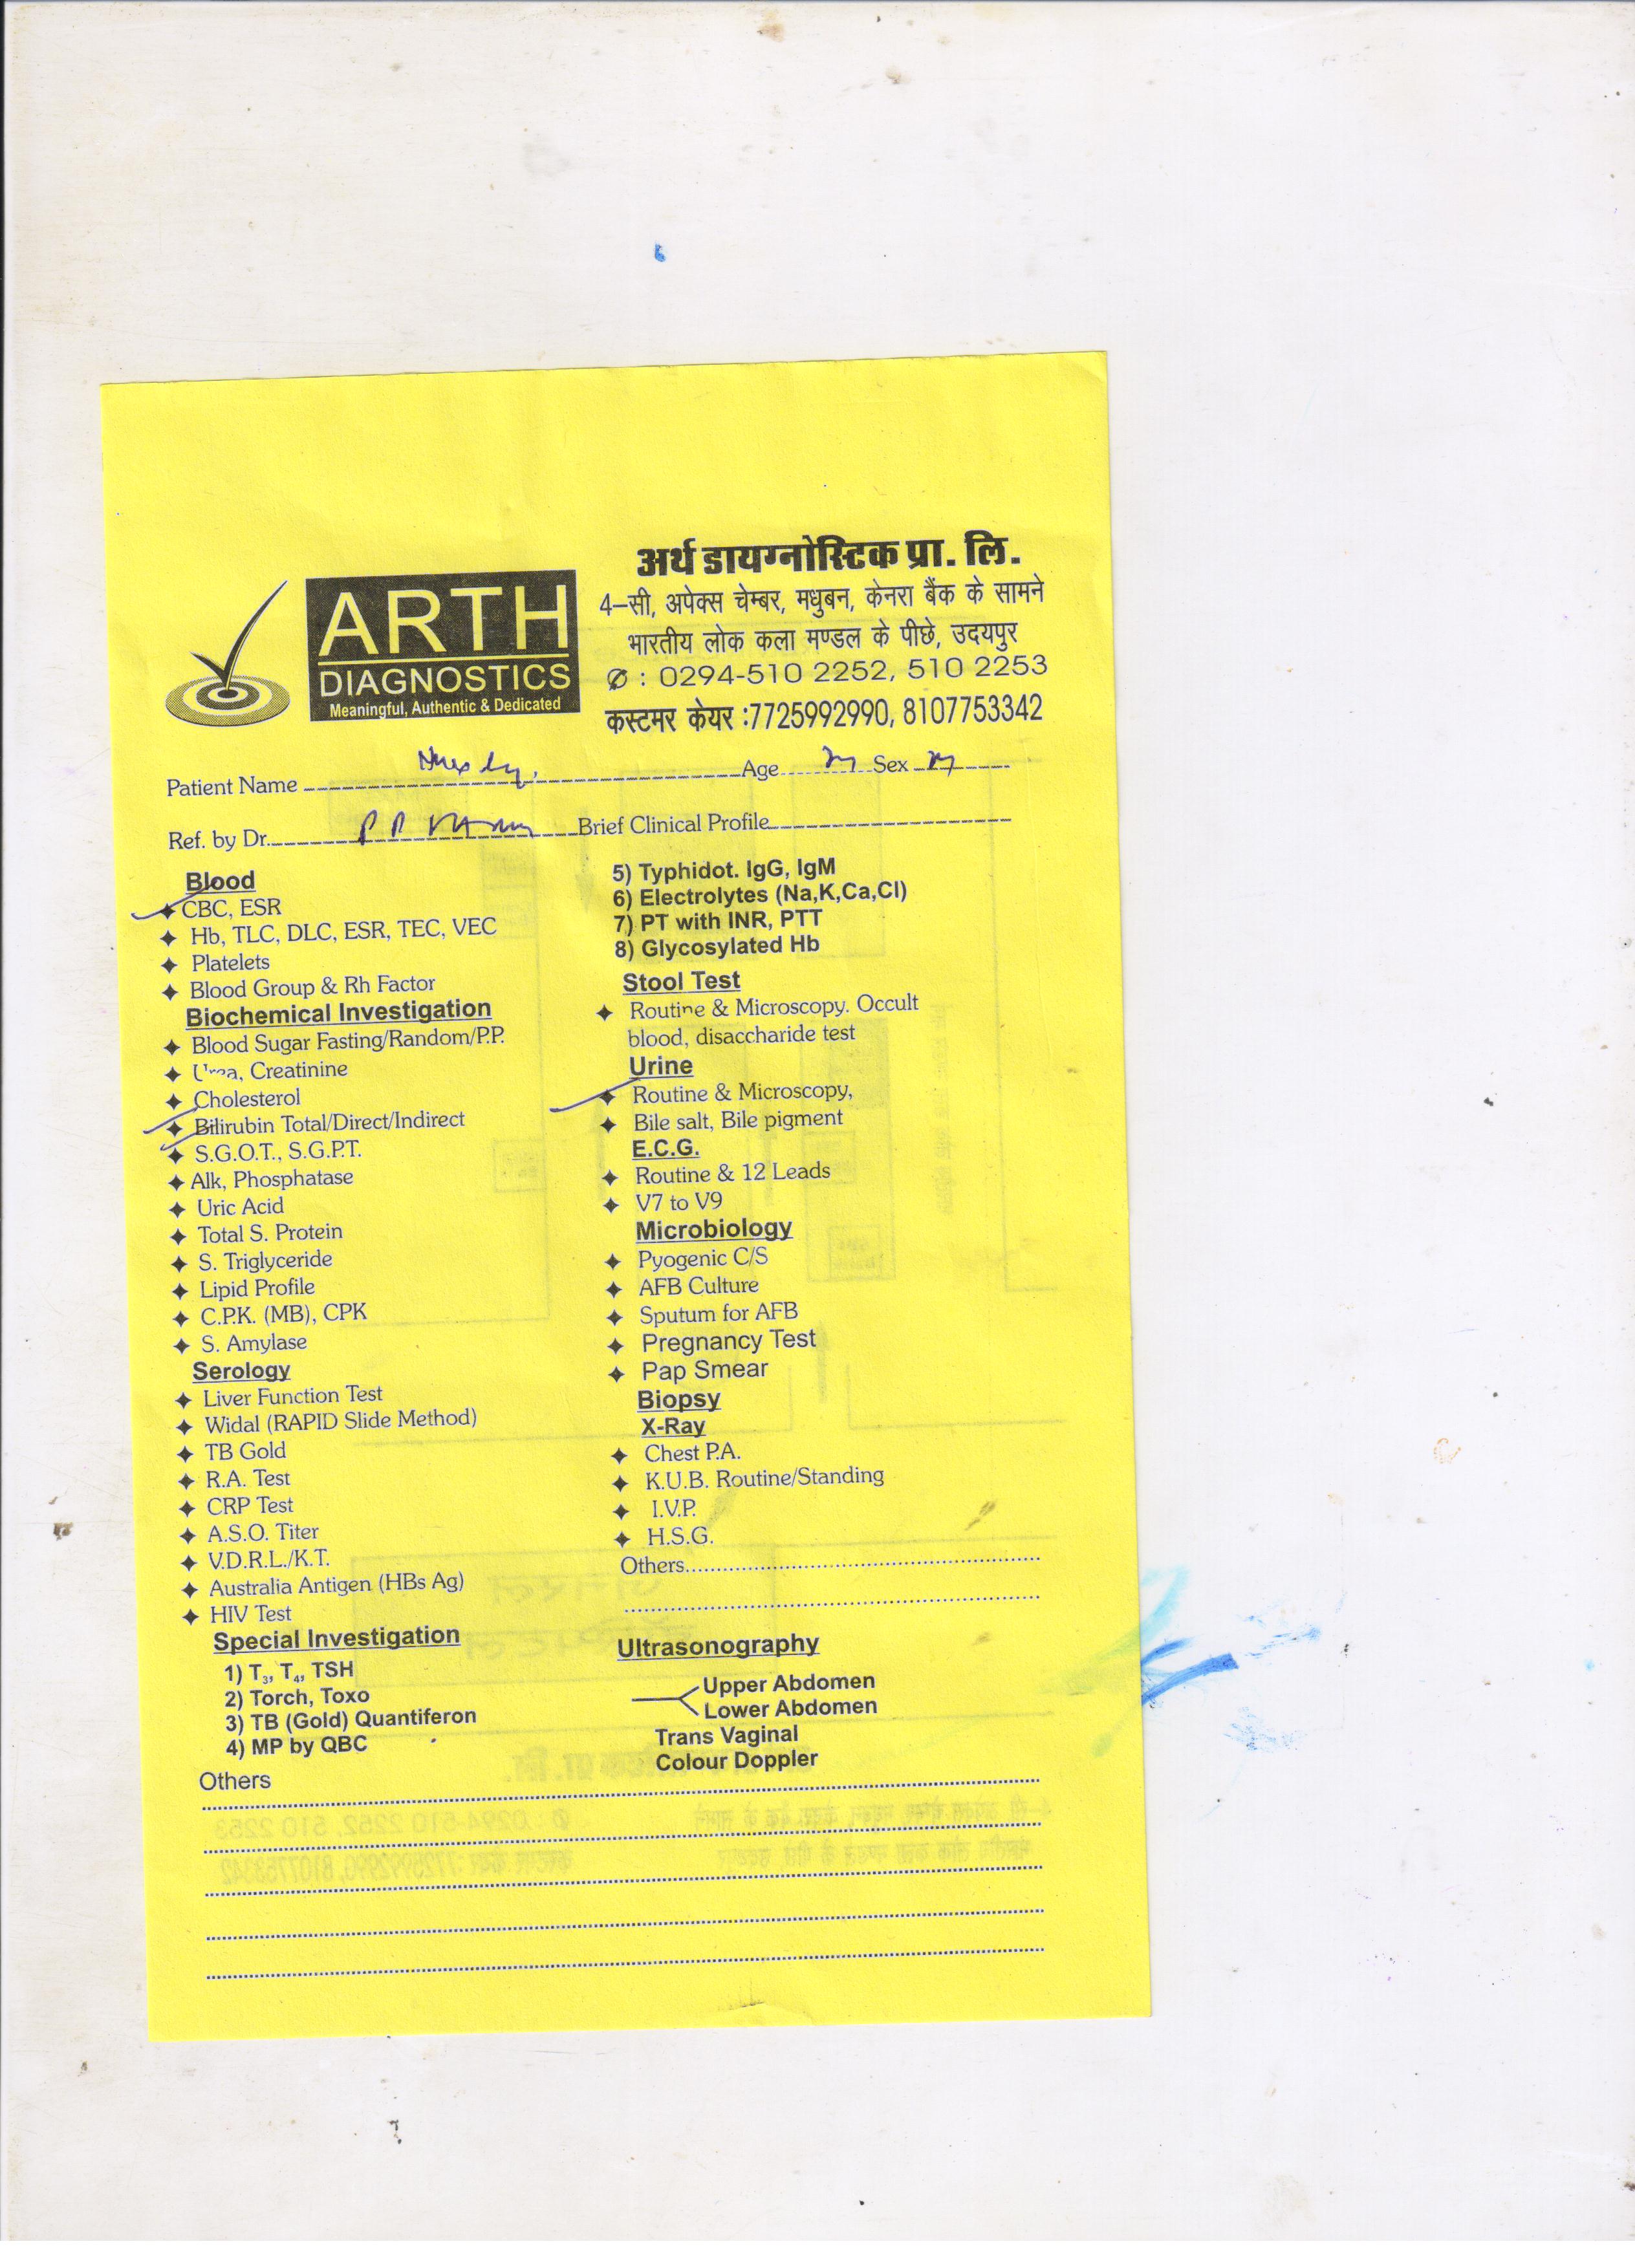 ARTH
DIAGNOSTICS
Meaningful, Authentic & Dedicated
अर्थ डायग्नोस्टिक प्रा. लि.
4–सी, अपेक्स चेम्बर, मधुबन, केनरा बैंक के सामने
भारतीय लोक कला मण्डल के पीछे, उदयपुर
: 0294-510 2252, 510 2253
कस्टमर केयर :7725992990, 8107753342
Patient Name Age Sex
Ref. by Dr. Brief Clinical Profile
Blood
CBC, ESR
Hb, TLC, DLC, ESR, TEC, VEC
Platelets
Blood Group & Rh Factor
Biochemical Investigation
Blood Sugar Fasting/Random/P.P.
Urea, Creatinine
Cholesterol
Bilirubin Total/Direct/Indirect
S.G.O.T., S.G.P.T.
Alk, Phosphatase
Uric Acid
Total S. Protein
S. Triglyceride
Lipid Profile
C.P.K. (MB), CPK
S. Amylase
Serology
Liver Function Test
Widal (RAPID Slide Method)
TB Gold
R.A. Test
CRP Test
A.S.O. Titer
V.D.R.L./K.T.
Australia Antigen (HBs Ag)
HIV Test
Special Investigation
1) T3, T4, TSH
2) Torch, Toxo
3) TB (Gold) Quantiferon
4) MP by QBC
5) Typhidot. IgG, IgM
6) Electrolytes (Na,K,Ca,Cl)
7) PT with INR, PTT
8) Glycosylated Hb
Stool Test
Routine & Microscopy. Occult
blood, disaccharide test
Urine
Routine & Microscopy,
Bile salt, Bile pigment
E.C.G.
Routine & 12 Leads
V7 to V9
Microbiology
Pyogenic C/S
AFB Culture
Sputum for AFB
Pregnancy Test
Pap Smear
Biopsy
X-Ray
Chest P.A.
K.U.B. Routine/Standing
I.V.P.
H.S.G.
Others
Ultrasonography
Upper Abdomen
Lower Abdomen
Trans Vaginal
Colour Doppler
Others